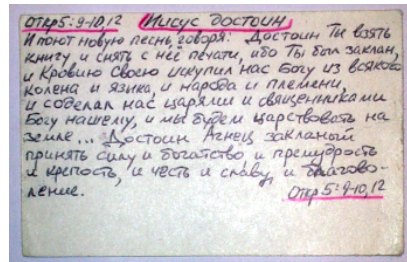 Откр 5:9-10,12 Иисус достоин
И поют новую песнь, говоря: Достоин Ты взять
книгу и снять с неё печати, ибо Ты был заклан,
и Кровию Своею искупил нас Богу из всякого
колена и языка, и народа и племени,
и соделал нас царями и священниками
Богу нашему, и мы будем царствовать на
земле... Достоин Агнец закланый
принять силу и богатство, и премудрость
и крепость, и честь и славу, и благово-
ление.
Откр 5:9-10,12